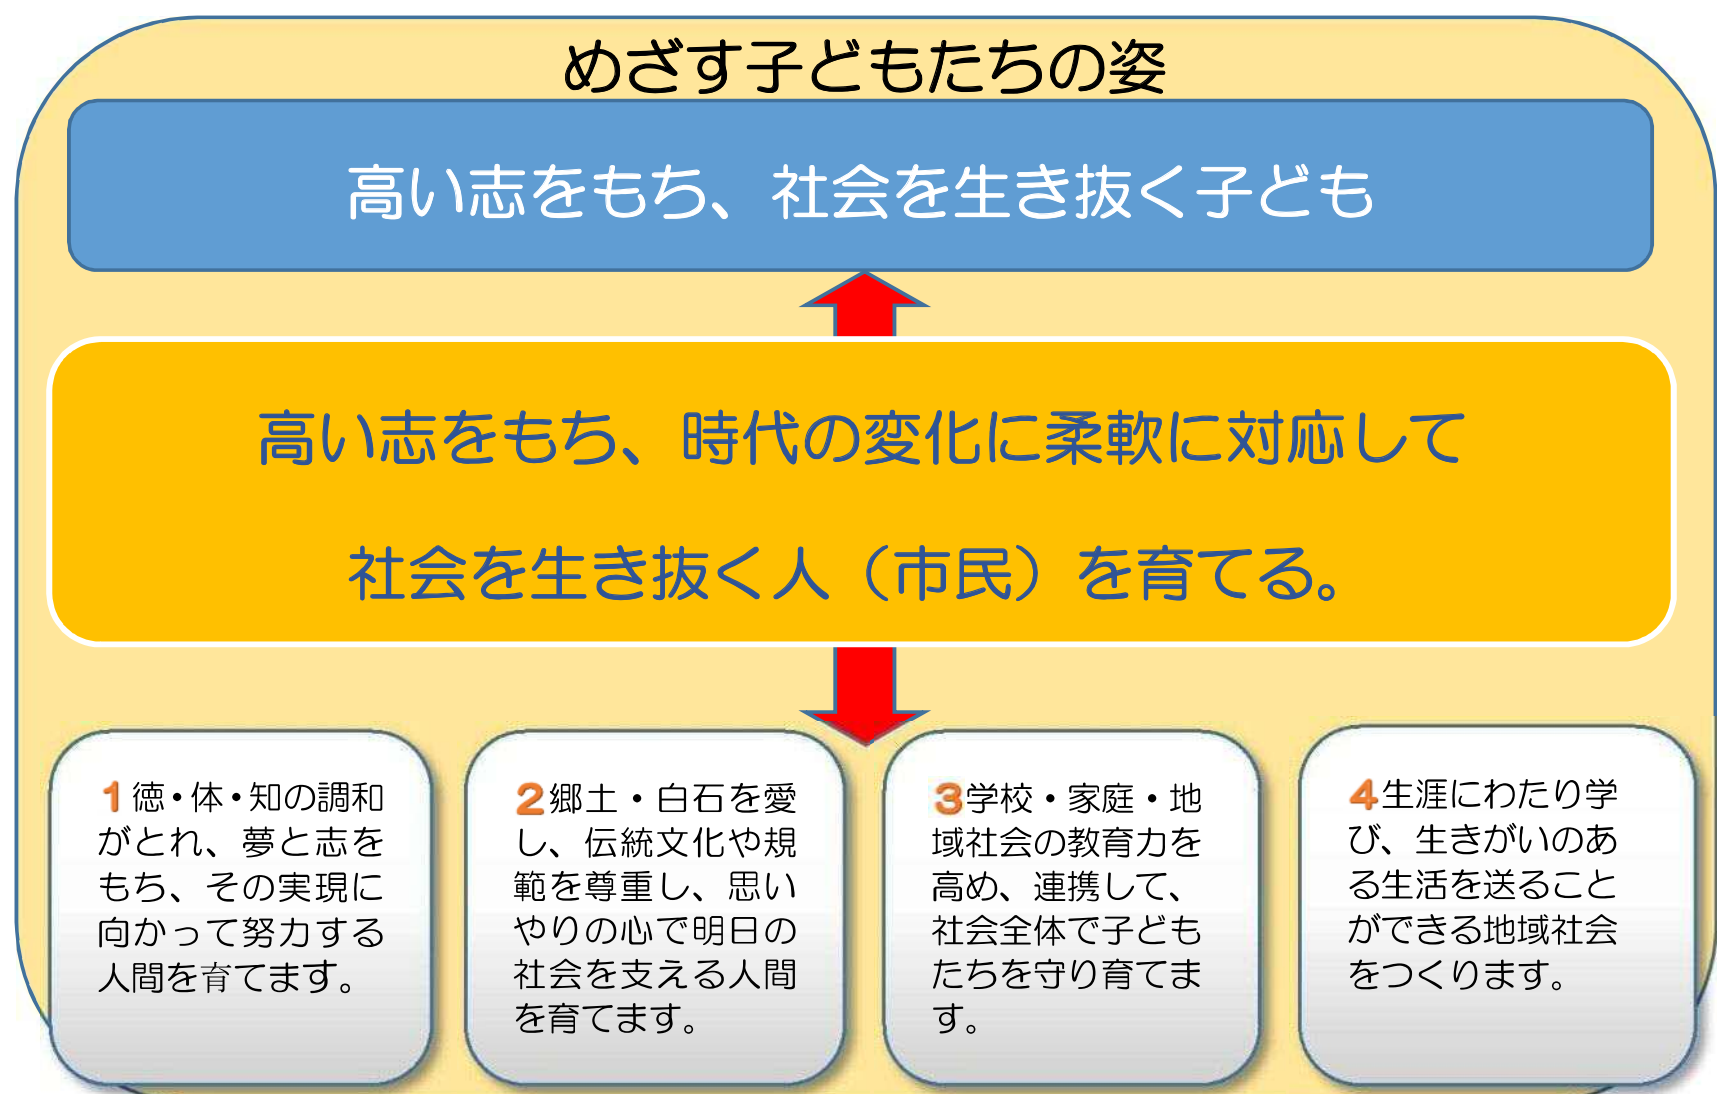 めざす子どもたちの姿
高い志をもち、社会を生き抜く子ども
高い志をもち、時代の変化に柔軟に対応して
社会を生き抜く人（市民）を育てる。
1徳・体・知の調和
がとれ、夢と志を
もち、その実現に
向かって努力する
人間を育てます。
2郷土・白石を愛
し、伝統文化や規
範を尊重し、思い
やりの心で明日の
社会を支える人間
を育てます。
3学校・家庭・地
域社会の教育力を
高め、連携して、
社会全体で子ども
たちを守り育てま
す。
4生涯にわたり学
び、生きがいのあ
る生活を送ること
ができる地域社会
をつくります。